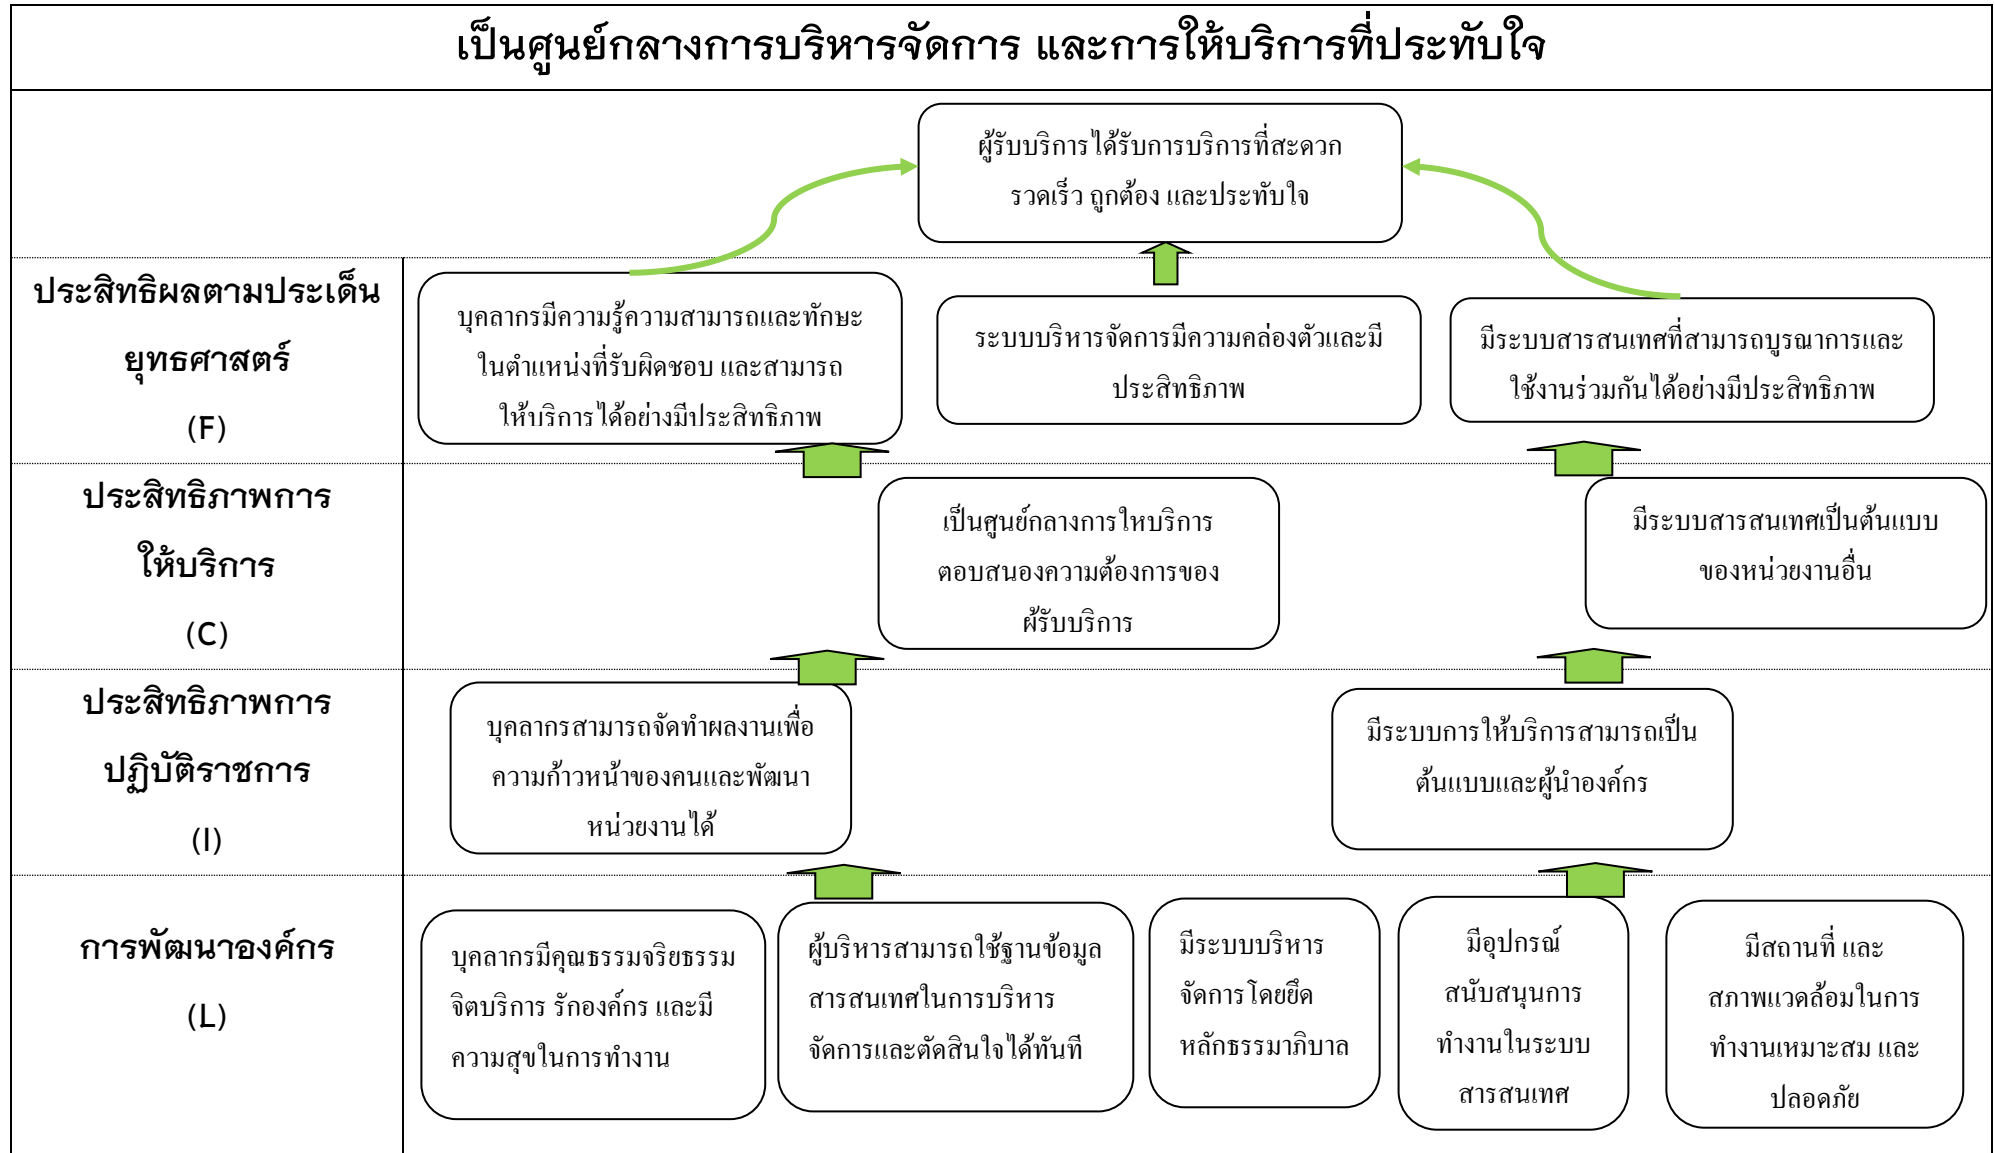 เป็นศูนย์กลางการบริหารจัดการ และการให้บริการที่ประทับใจ
ผู้รับบริการได้รับการบริการที่สะดวก
รวดเร็ว ถูกต้อง และประทับใจ
ประสิทธิผลตามประเด็น
ยุทธศาสตร์
(F)
บุคลากรมีความรู้ความสามารถและทักษะ
ในตำแหน่งที่รับผิดชอบ และสามารถ
ให้บริการได้อย่างมีประสิทธิภาพ
ระบบบริหารจัดการมีความคล่องตัวและมี
ประสิทธิภาพ
มีระบบสารสนเทศที่สามารถบูรณาการและ
ใช้งานร่วมกันได้อย่างมีประสิทธิภาพ
ประสิทธิภาพการ
ให้บริการ
(C)
เป็นศูนย์กลางการใหบริการ
ตอบสนองความต้องการของ
ผู้รับบริการ
มีระบบสารสนเทศเป็นต้นแบบ
ของหน่วยงานอื่น
ประสิทธิภาพการ
ปฏิบัติราชการ
(I)
บุคลากรสามารถจัดทำผลงานเพื่อ
ความก้าวหน้าของคนและพัฒนา
หน่วยงานได้
มีระบบการให้บริการสามารถเป็น
ต้นแบบและผู้นำองค์กร
การพัฒนาองค์กร
(L)
บุคลากรมีคุณธรรมจริยธรรม
จิตบริการ รักองค์กร และมี
ความสุขในการทำงาน
ผู้บริหารสามารถใช้ฐานข้อมูล
สารสนเทศในการบริหาร
จัดการและตัดสินใจได้ทันที
มีระบบบริหาร
จัดการโดยยึด
หลักธรรมาภิบาล
มีอุปกรณ์
สนับสนุนการ
ทำงานในระบบ
สารสนเทศ
มีสถานที่ และ
สภาพแวดล้อมในการ
ทำงานเหมาะสม และ
ปลอดภัย